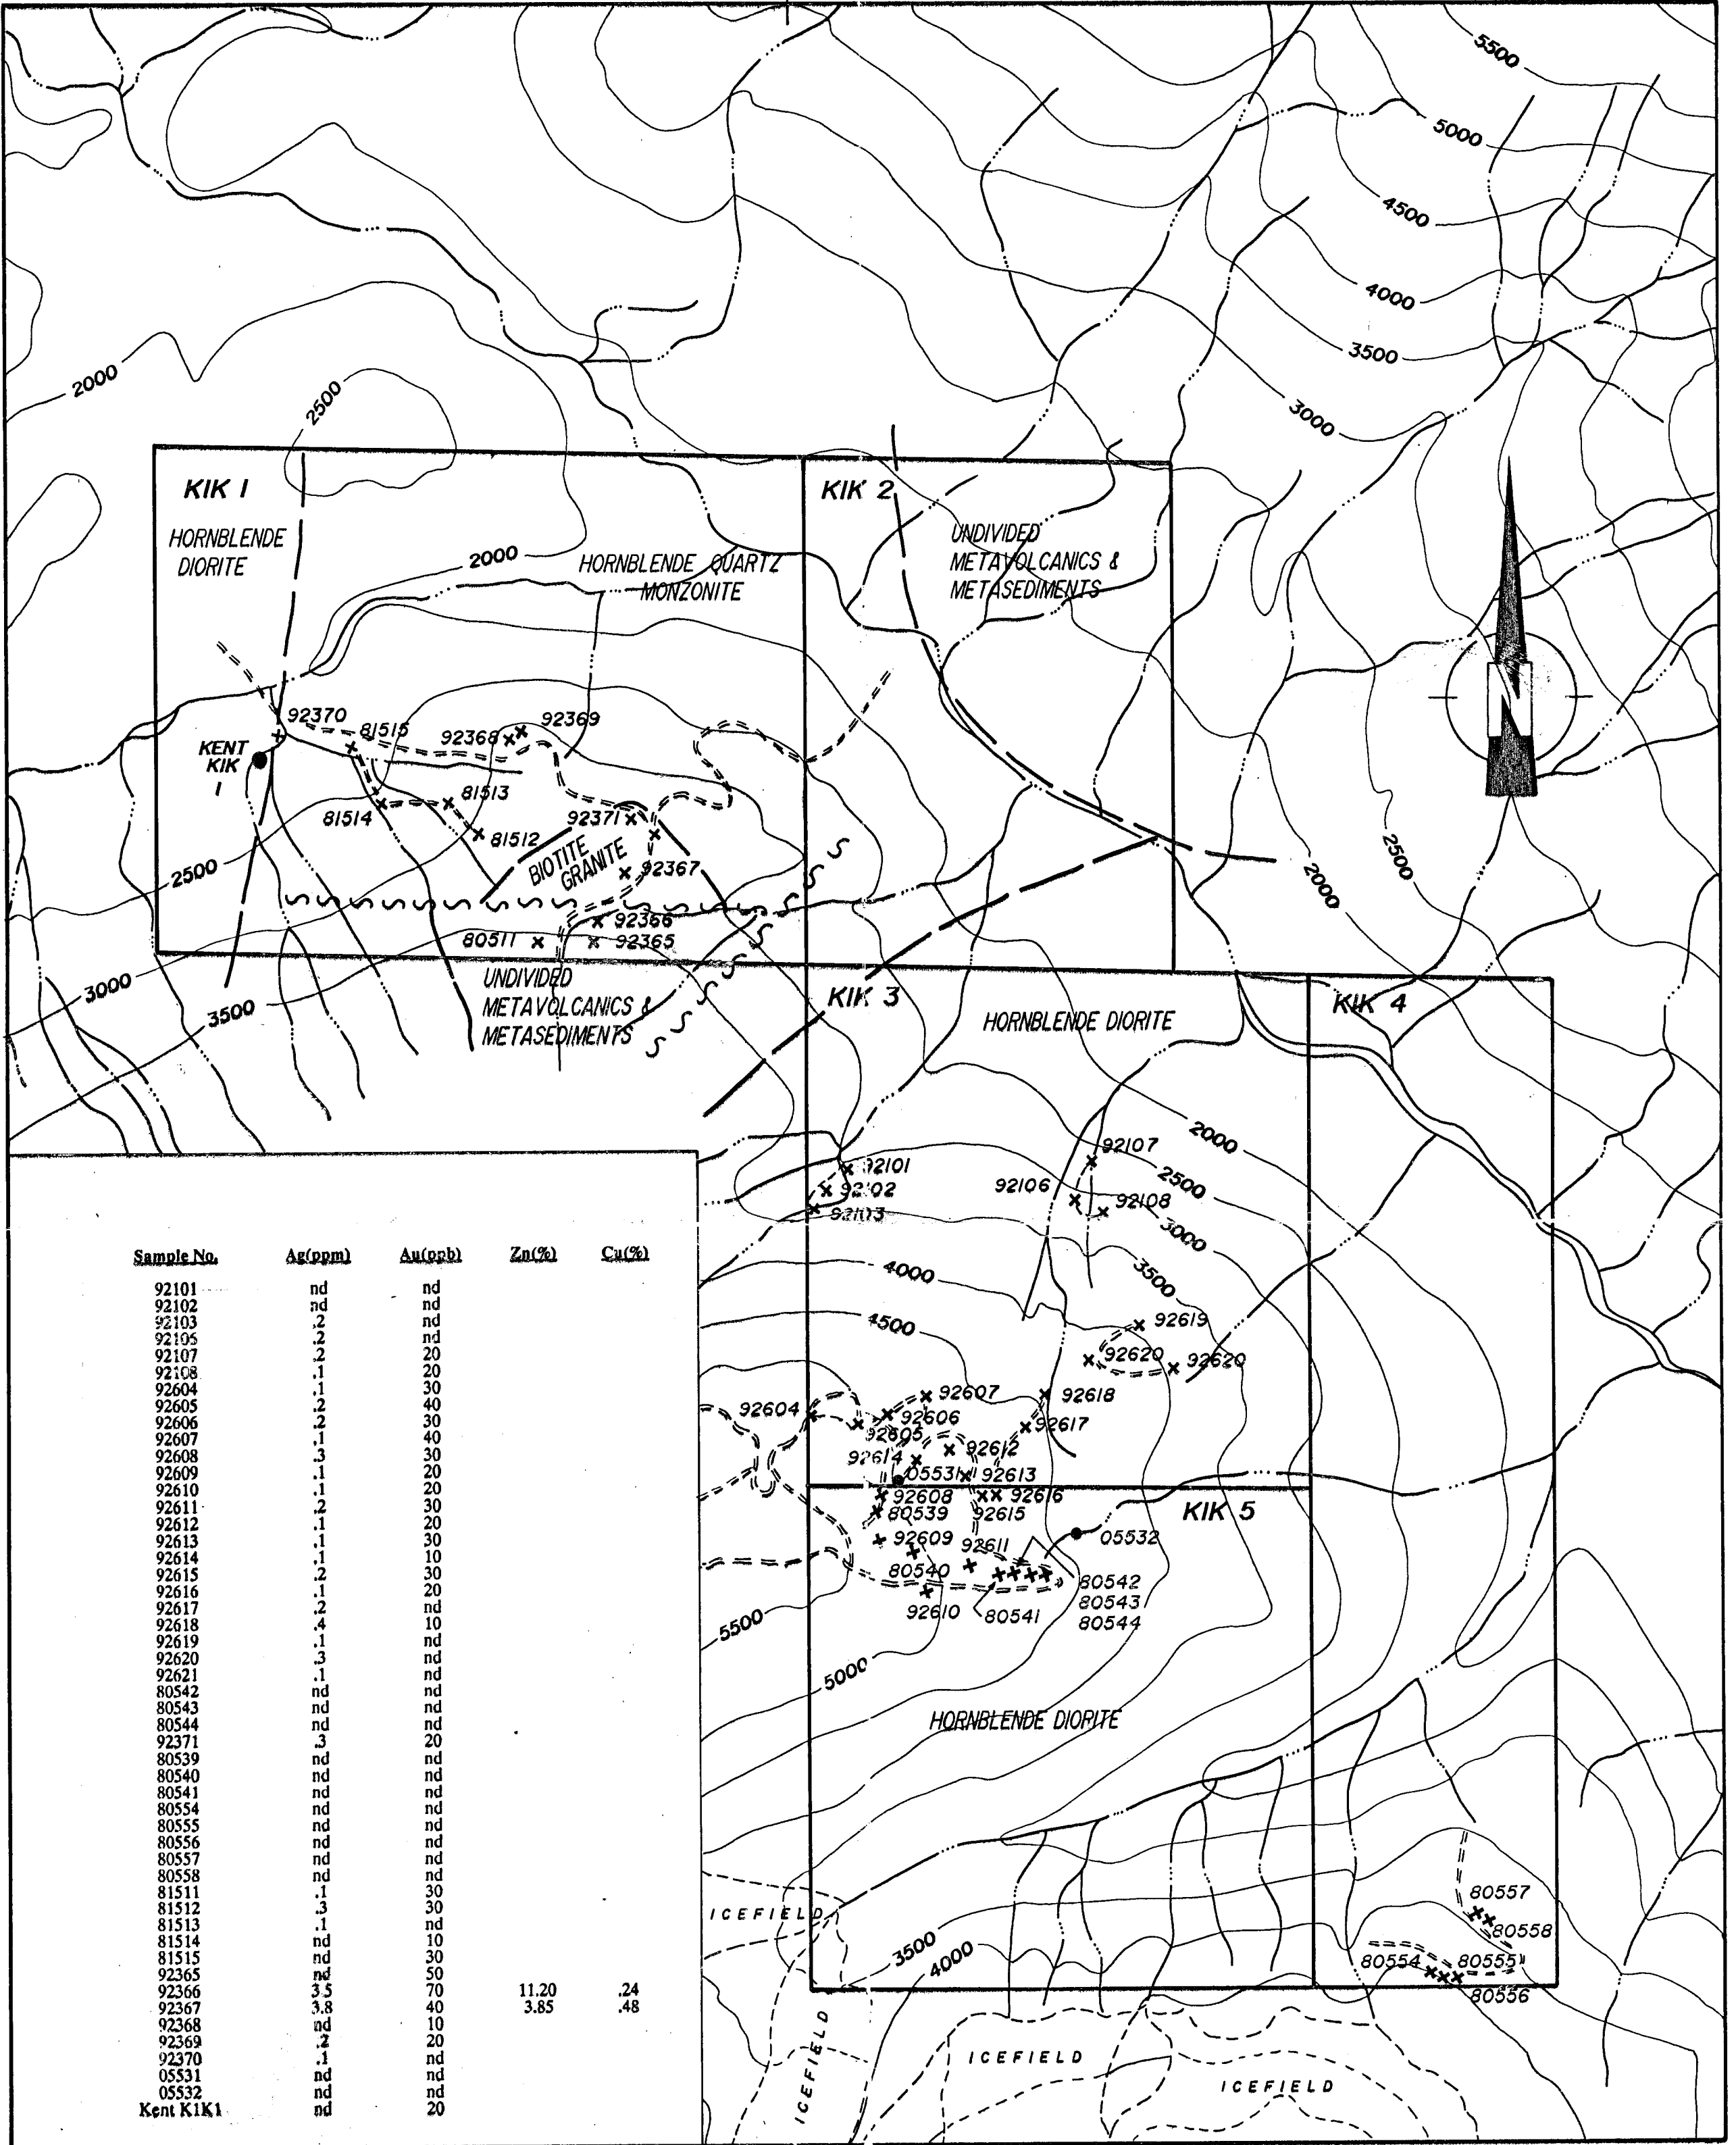 5500
5000
4500
4000
3500
3000
2000
2500
KIK 1
HORNBLENDE
DIORITE
2000
HORNBLENDE QUARTZ
MONZONITE
KIK 2
UNDIVIDED
METAVOLCANICS &
METASEDIMENTS
N
92370
81515
92368
92369
KENT
KIK
1
81513
81514
81512
92371
BIOTITE
GRANITE
92367
2500
2500
2000
92366
80511
92365
3000
3500
UNDIVIDED
METAVOLCANICS &
METASEDIMENTS
KIK 3
HORNBLENDE DIORITE
KIK 4
2000
92107
92101
92102
92103
92106
92108
2500
3000
3500
4000
4500
92619
92620
92620
92604
92607
92618
92606
92605
92617
92614
92612
05531
92613
92608
92616
80539
92615
KIK 5
92609
92611
05532
80540
80542
80543
80544
92610
80541
5500
5000
HORNBLENDE DIORITE
80557
80558
80554
80555
80556
3500
4000
ICEFIELD
ICEFIELD
ICEFIELD
ICEFIELD
Sample No. Ag(ppm) Au(ppb) Zn(%) Cu(%)
92101 nd nd
92102 nd nd
92103 .2 nd
92105 .2 nd
92107 .2 20
92108 .1 20
92604 .1 30
92605 .2 40
92606 .2 30
92607 .1 40
92608 .3 30
92609 .1 20
92610 .1 20
92611 .2 30
92612 .1 20
92613 .1 30
92614 .1 10
92615 .2 30
92616 .1 20
92617 .2 nd
92618 .4 10
92619 .1 nd
92620 .3 nd
92621 .1 nd
80542 nd nd
80543 nd nd
80544 nd nd
92371 .3 20
80539 nd nd
80540 nd nd
80541 nd nd
80554 nd nd
80555 nd nd
80556 nd nd
80557 nd nd
80558 nd nd
81511 .1 30
81512 .3 30
81513 .1 nd
81514 nd 10
81515 nd 30
92365 nd 50
92366 3.5 70 11.20 .24
92367 3.8 40 3.85 .48
92368 nd 10
92369 .2 20
92370 .1 nd
05531 nd nd
05532 nd nd
Kent K1K1 nd 20